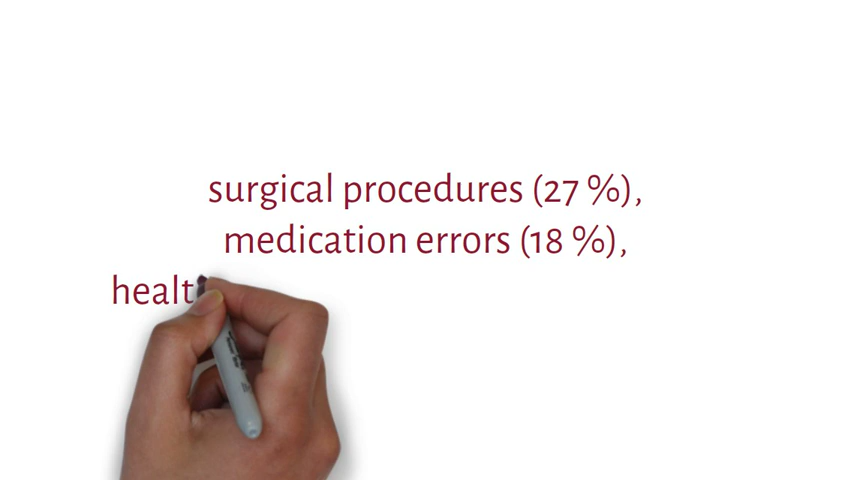 surgical procedures (27 %),
medication errors (18 %),
healt